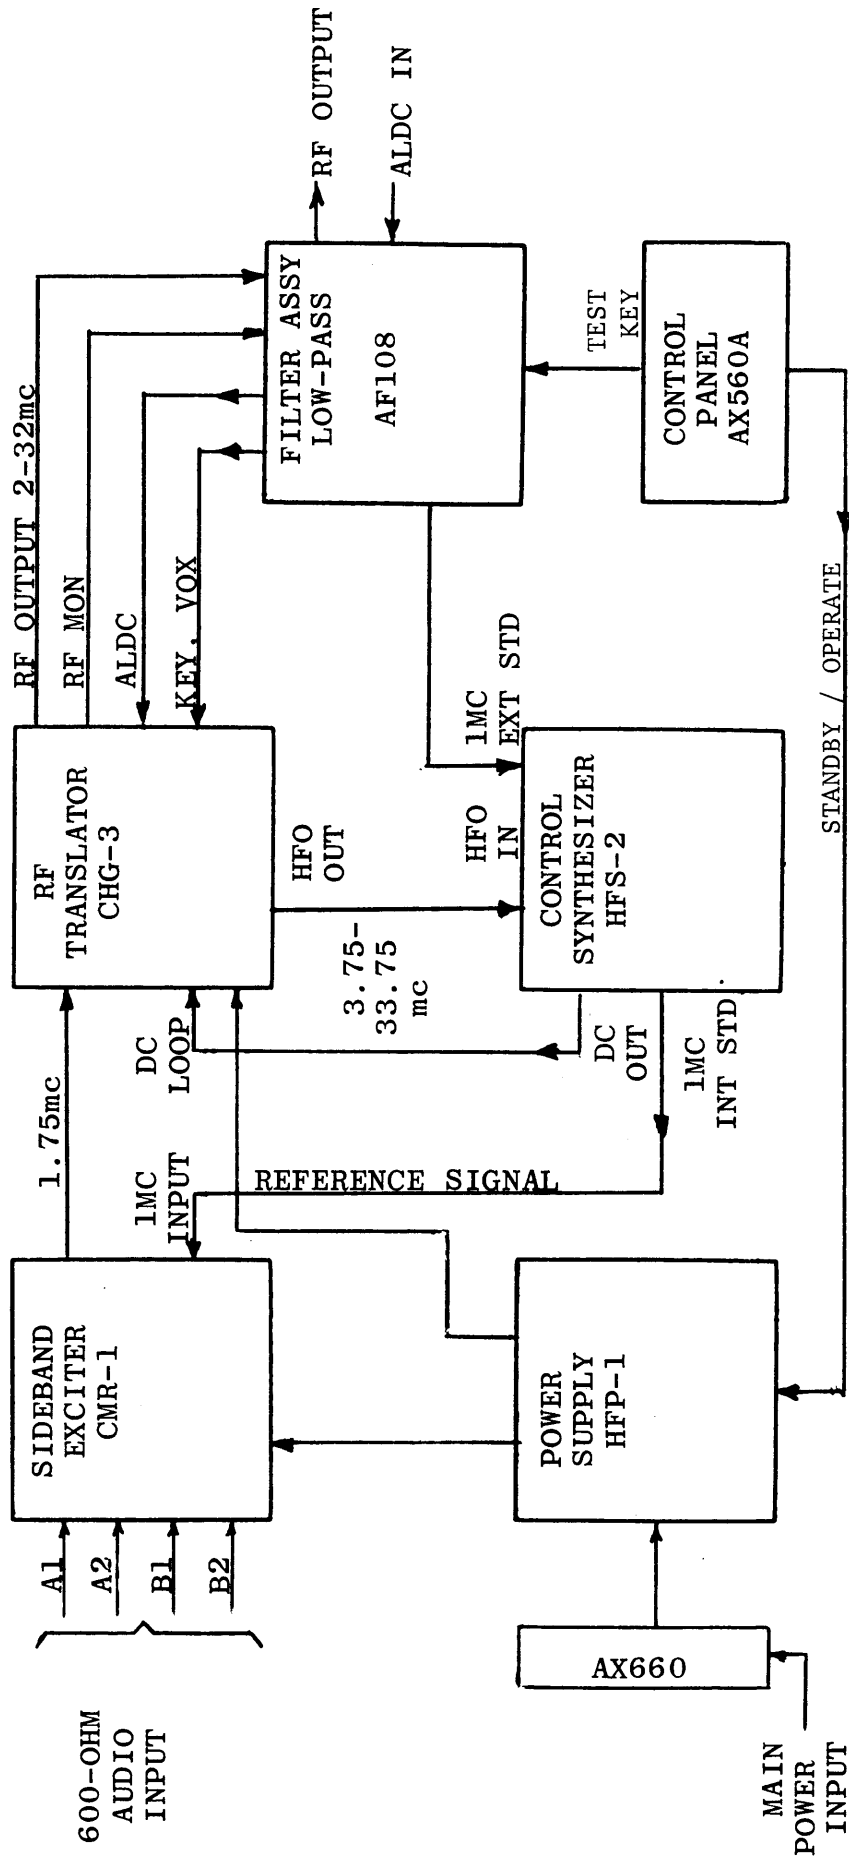 600-OHM
AUDIO
INPUT
A1
A2
B1
B2
SIDEBAND
EXCITER
CMR-1
1.75mc
1MC
INPUT
DC
LOOP
REFERENCE SIGNAL
RF
TRANSLATOR
CHG-3
HFO
OUT
3.75-
33.75
mc
RF OUTPUT 2-32mc
RF MON
ALDC
KEY, VOX
FILTER ASSY
LOW-PASS
AF108
RF OUTPUT
ALDC IN
MAIN
POWER
INPUT
AX660
POWER
SUPPLY
HFP-1
DC
OUT
1MC
INT STD
HFO
IN
1MC
EXT STD
CONTROL
SYNTHESIZER
HFS-2
TEST
KEY
CONTROL
PANEL
AX560A
STANDBY / OPERATE